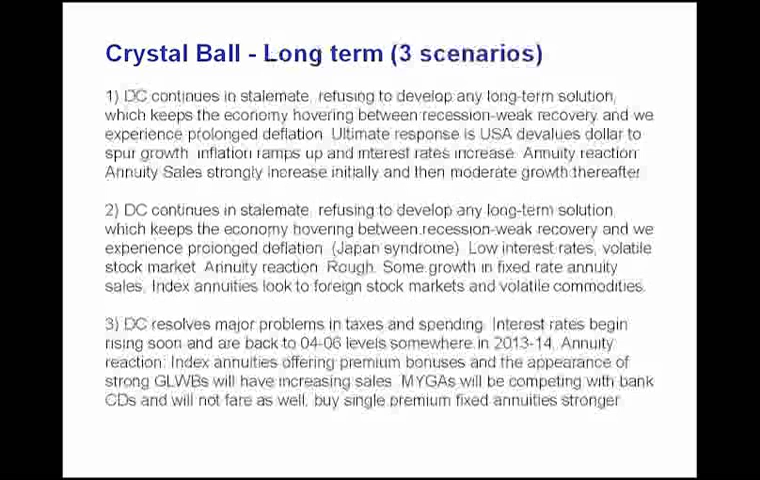 Crystal Ball - Long term (3 scenarios)
1) DC continues in stalemate, refusing to develop any long-term solution,
which keeps the economy hovering between recession-weak recovery and we
experience prolonged deflation. Ultimate response is USA devalues dollar to
spur growth, inflation ramps up and interest rates increase. Annuity reaction:
Annuity Sales strongly increase initially and then moderate growth thereafter.
2) DC continues in stalemate, refusing to develop any long-term solution,
which keeps the economy hovering between recession-weak recovery and we
experience prolonged deflation. (Japan syndrome) Low interest rates, volatile
stock market. Annuity reaction: Rough. Some growth in fixed rate annuity
sales. Index annuities look to foreign stock markets and volatile commodities.
3) DC resolves major problems in taxes and spending. Interest rates begin
rising soon and are back to 04-06 levels somewhere in 2013-14. Annuity
reaction: Index annuities offering premium bonuses and the appearance of
strong GLWBs will have increasing sales. MYGAs will be competing with bank
CDs and will not fare as well, buy single premium fixed annuities stronger.